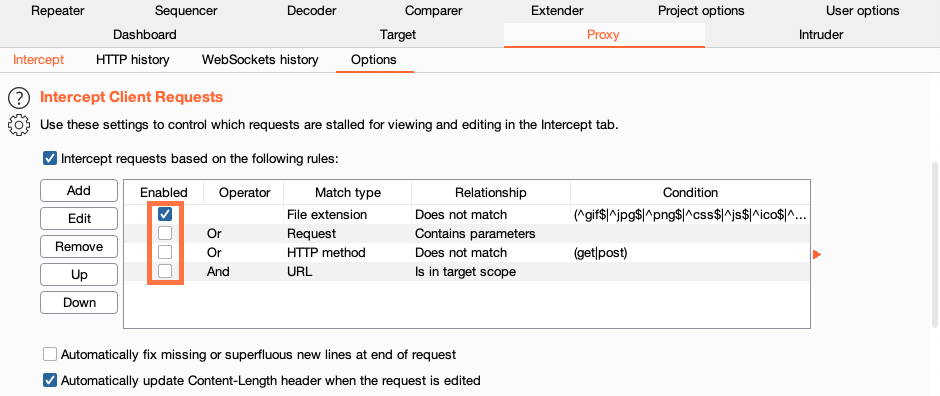 Repeater Sequencer Decoder Comparer Extender Project options User options
Dashboard Target Proxy Intruder
Intercept HTTP history WebSockets history Options
? Intercept Client Requests
Use these settings to control which requests are stalled for viewing and editing in the Intercept tab.
Intercept requests based on the following rules:
Add
Edit
Remove
Up
Down
Enabled Operator Match type Relationship Condition
File extension Does not match (^gif$|^jpg$|^png$|^css$|^js$|^ico$|^...
Or Request Contains parameters
Or HTTP method Does not match (get|post)
And URL Is in target scope
Automatically fix missing or superfluous new lines at end of request
Automatically update Content-Length header when the request is edited